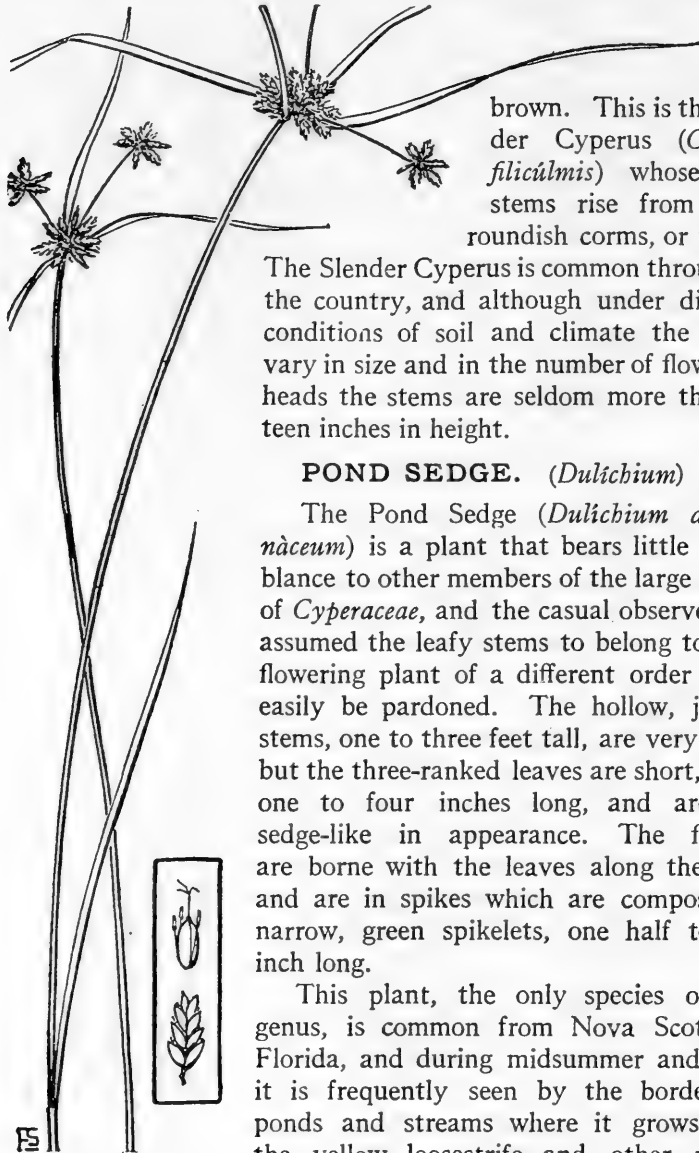 brown. This is th
der Cyperus (C
filicúlmis) whose
stems rise from
roundish corms, or
The Slender Cyperus is common throu
the country, and although under di
conditions of soil and climate the
vary in size and in the number of flow
heads the stems are seldom more th
teen inches in height.
POND SEDGE. (Dulíchium)
The Pond Sedge (Dulíchium a
nàceum) is a plant that bears little
blance to other members of the large
of Cyperaceae, and the casual observe
assumed the leafy stems to belong to
flowering plant of a different order
easily be pardoned. The hollow, j
stems, one to three feet tall, are very
but the three-ranked leaves are short,
one to four inches long, and ar
sedge-like in appearance. The f
are borne with the leaves along the
and are in spikes which are compos
narrow, green spikelets, one half t
inch long.
This plant, the only species o
genus, is common from Nova Scot
Florida, and during midsummer and
it is frequently seen by the borde
ponds and streams where it grows
the yellow loosestrife and other
FS